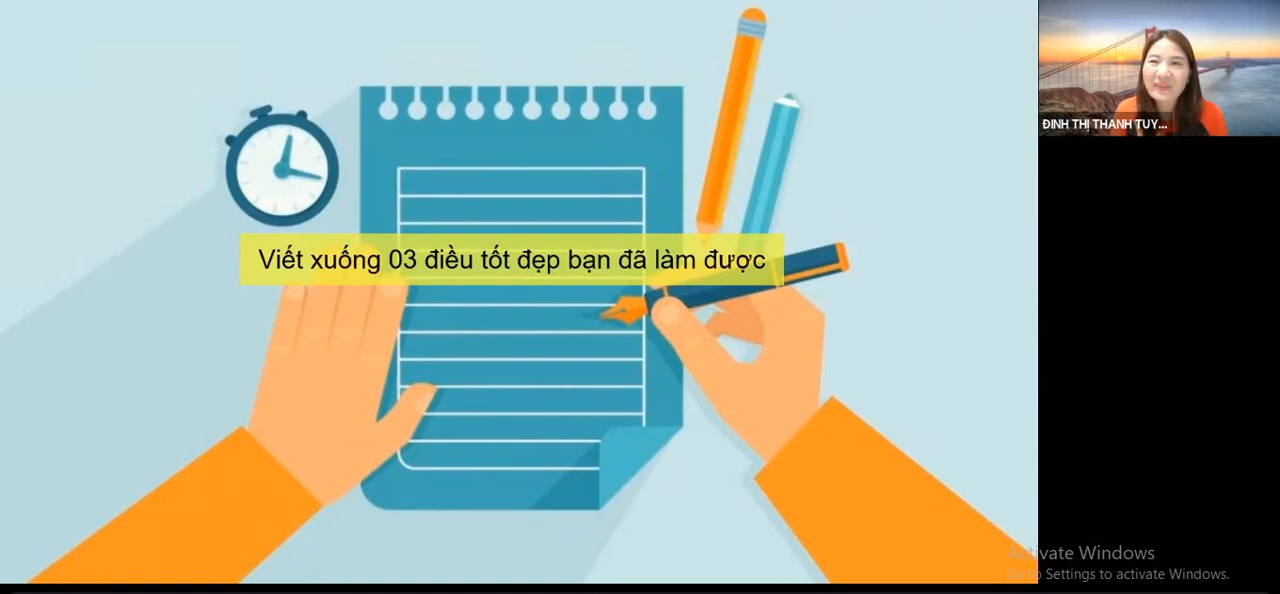 Viết xuống 03 điều tốt đẹp bạn đã làm được
ĐINH THỊ THANH TUY...
Activate Windows
Go to Settings to activate Windows.